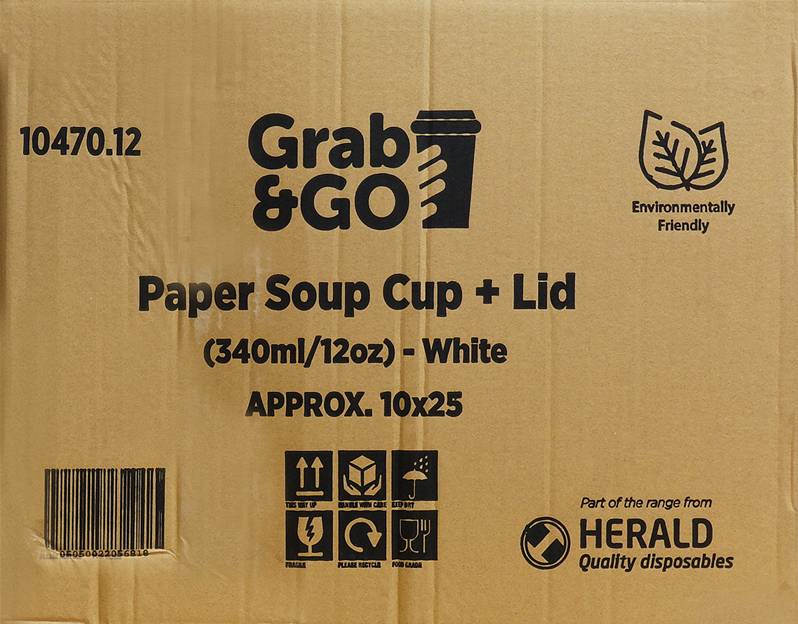 10470.12
Grab
&GO
Environmentally
Friendly
Paper Soup Cup + Lid
(340ml/12oz) - White
APPROX. 10x25
THIS WAY UP
HANDLE WITH CARE
KEEP DRY
FRAGILE
PLEASE RECYCLE
FOOD GRADE
Part of the range from
HERALD
Quality disposables